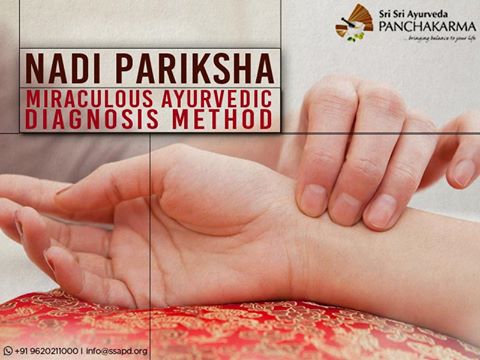 Sri Sri Ayurveda
PANCHAKARMA
... bringing balance to your life
NADI PARIKSHA
MIRACULOUS AYURVEDIC
DIAGNOSIS METHOD
+91 9620211000 | info@ssapd.org